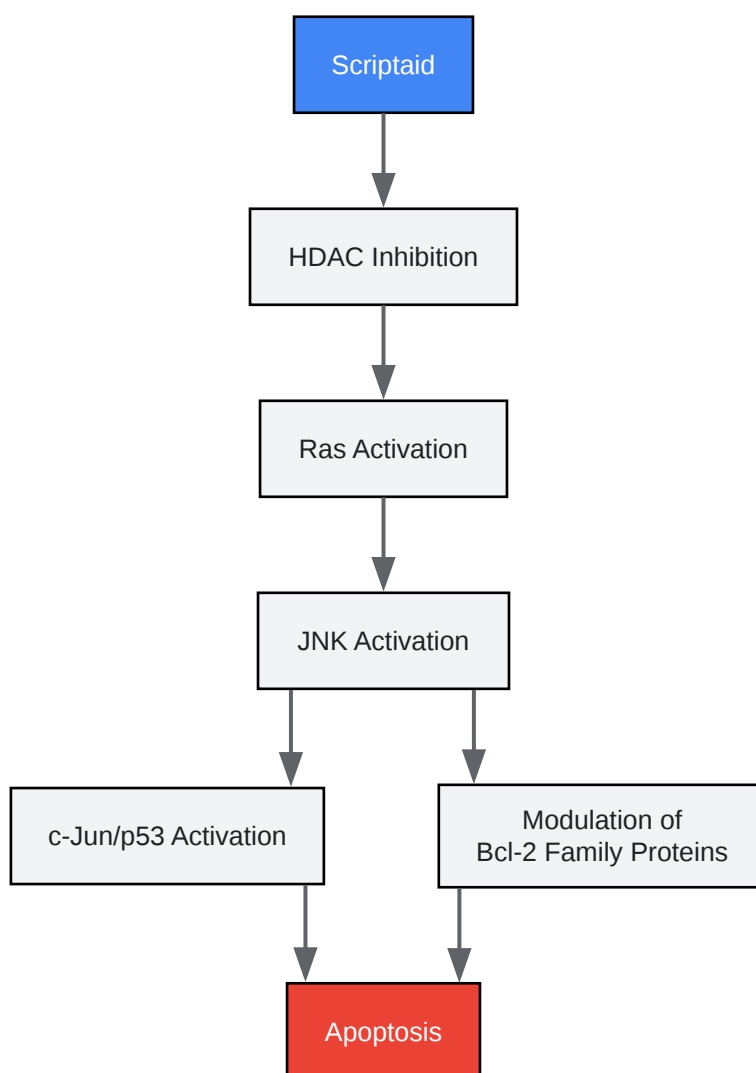 Scriptaid
HDAC Inhibition
Ras Activation
JNK Activation
c-Jun/p53 Activation
Modulation of
Bcl-2 Family Proteins
Apoptosis